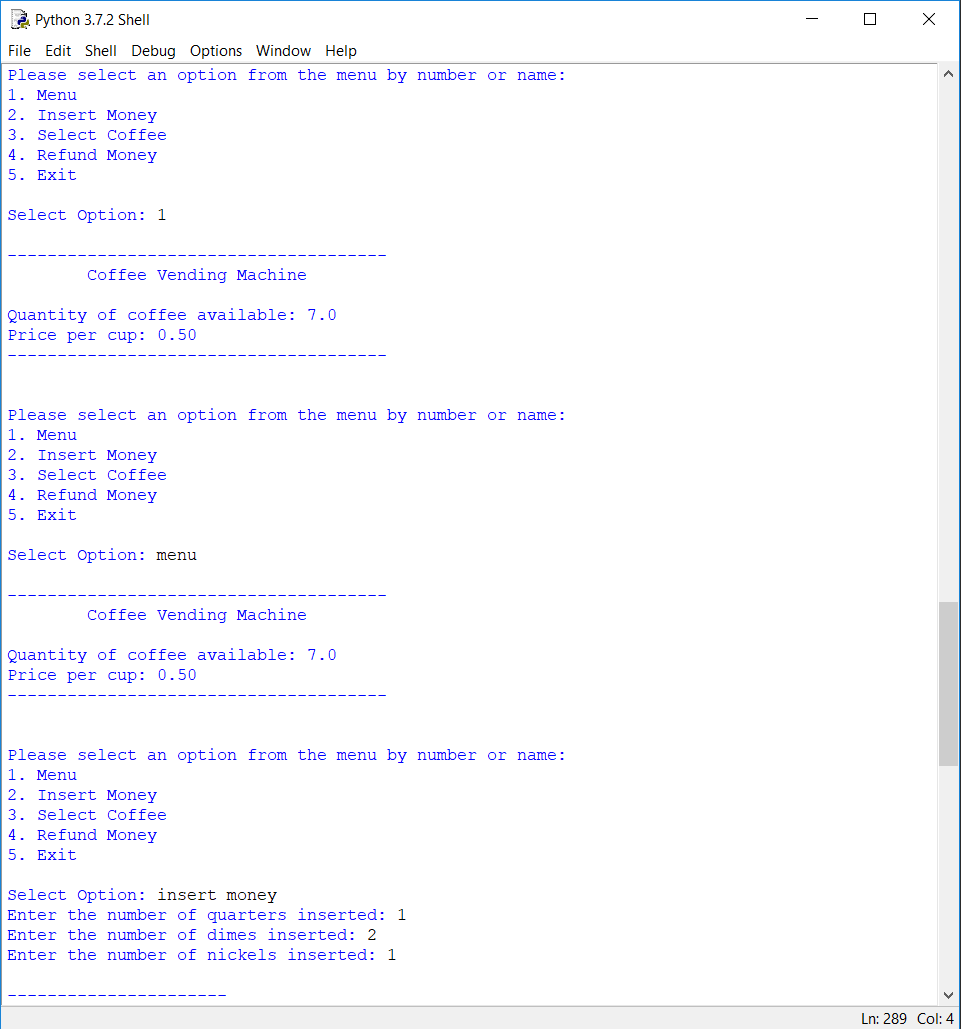 Python 3.7.2 Shell
File Edit Shell Debug Options Window Help
Please select an option from the menu by number or name:
1. Menu
2. Insert Money
3. Select Coffee
4. Refund Money
5. Exit

Select Option: 1

--------------------------------------
        Coffee Vending Machine

Quantity of coffee available: 7.0
Price per cup: 0.50
--------------------------------------


Please select an option from the menu by number or name:
1. Menu
2. Insert Money
3. Select Coffee
4. Refund Money
5. Exit

Select Option: menu

--------------------------------------
        Coffee Vending Machine

Quantity of coffee available: 7.0
Price per cup: 0.50
--------------------------------------


Please select an option from the menu by number or name:
1. Menu
2. Insert Money
3. Select Coffee
4. Refund Money
5. Exit

Select Option: insert money
Enter the number of quarters inserted: 1
Enter the number of dimes inserted: 2
Enter the number of nickels inserted: 1

----------------------
Ln: 289 Col: 4